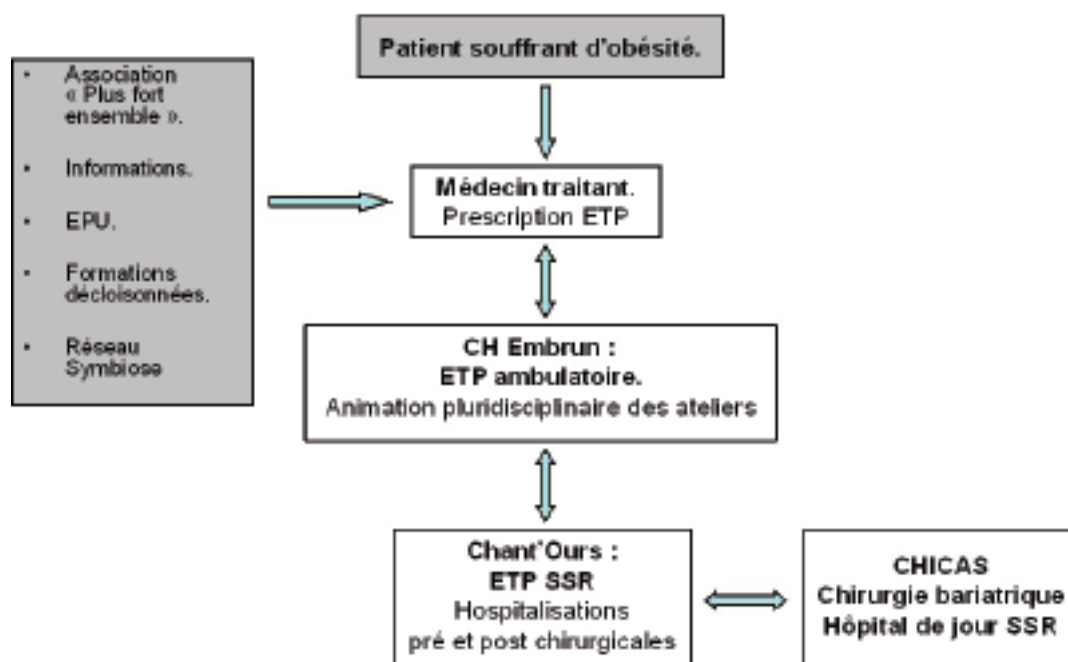 Patient souffrant d'obésité.
• Association
« Plus fort
ensemble ».
• Informations.
• EPU.
• Formations
décloisonnées.
• Réseau
Symbiose
Médecin traitant.
Prescription ETP
CH Embrun :
ETP ambulatoire.
Animation pluridisciplinaire des ateliers
Chant'Ours :
ETP SSR
Hospitalisations
pré et post chirurgicales
CHICAS
Chirurgie bariatrique
Hôpital de jour SSR